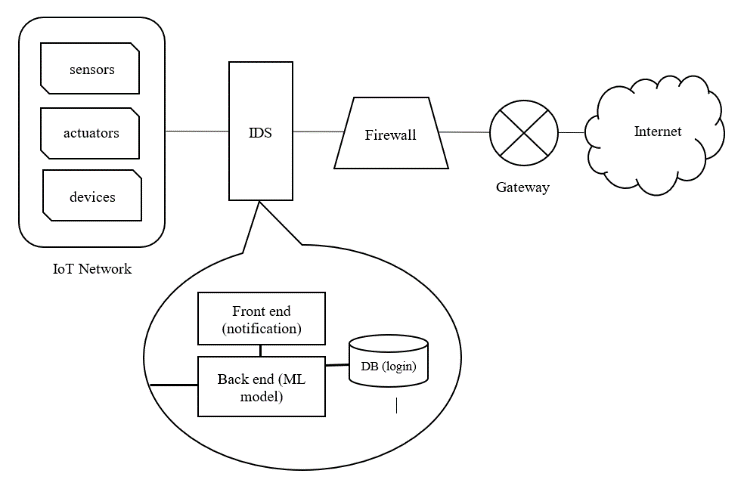 sensors
actuators
devices
IoT Network
IDS
Firewall
Gateway
Internet
Front end
(notification)
Back end (ML
model)
DB (login)